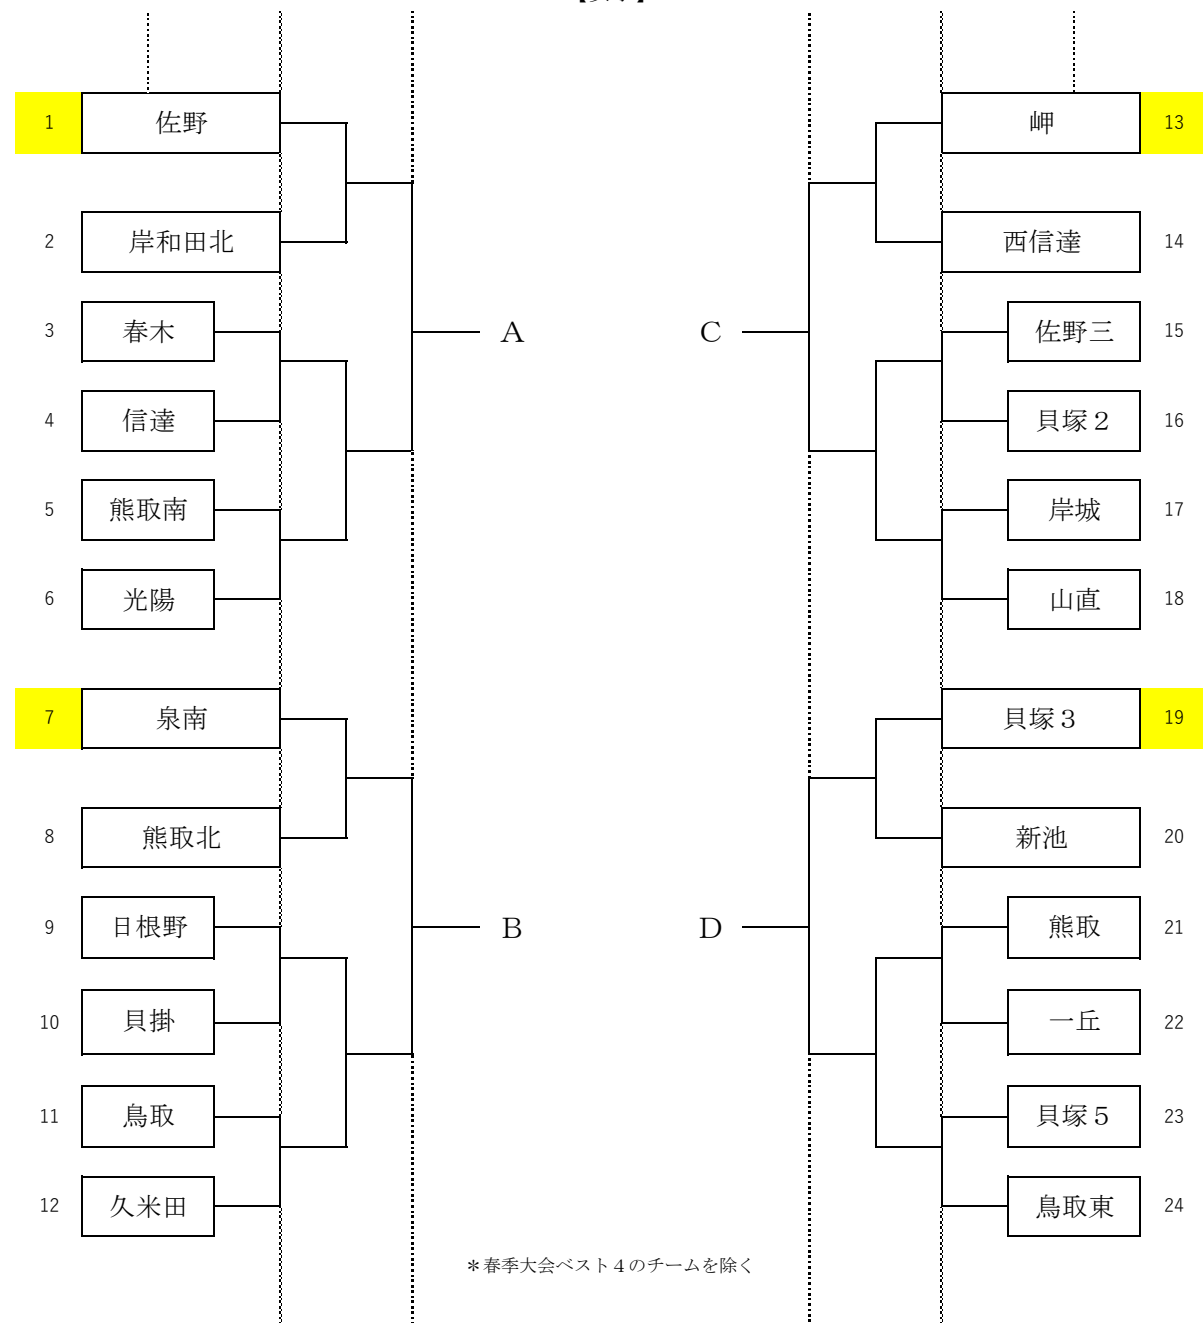 1 佐野
2 岸和田北
3 春木
4 信達
5 熊取南
6 光陽
A
7 泉南
8 熊取北
9 日根野
10 貝掛
11 鳥取
12 久米田
B
岬 13
西信達 14
佐野三 15
貝塚２ 16
岸城 17
山直 18
C
貝塚３ 19
新池 20
熊取 21
一丘 22
貝塚５ 23
鳥取東 24
D
＊春季大会ベスト４のチームを除く